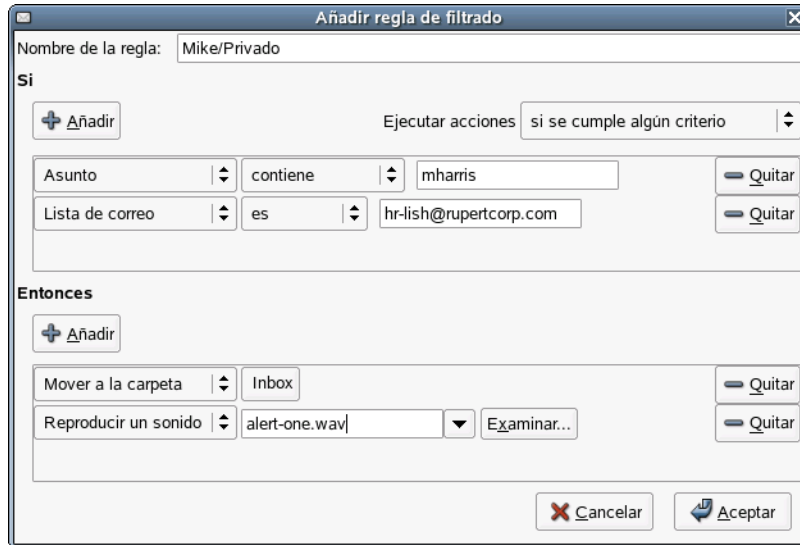 Añadir regla de filtrado
Nombre de la regla: Mike/Privado
Si
Añadir Ejecutar acciones si se cumple algún criterio
Asunto contiene mharris Quitar
Lista de correo es hr-lish@rupertcorp.com Quitar
Entonces
Añadir
Mover a la carpeta Inbox Quitar
Reproducir un sonido alert-one.wav Examinar... Quitar
Cancelar Aceptar